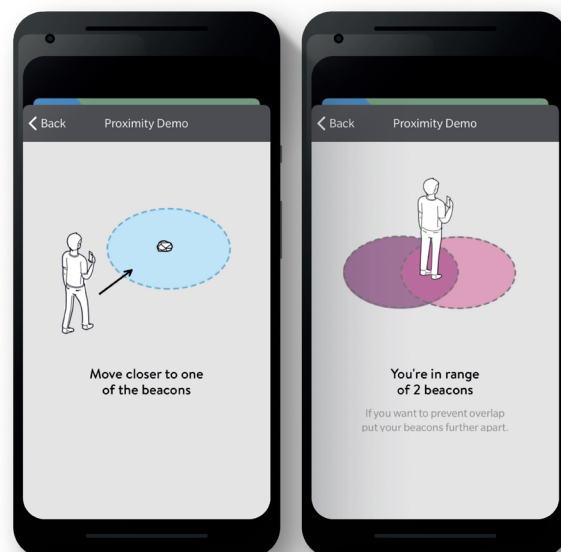 Back Proximity Demo
Move closer to one
of the beacons
Back Proximity Demo
You're in range
of 2 beacons
If you want to prevent overlap
put your beacons further apart.